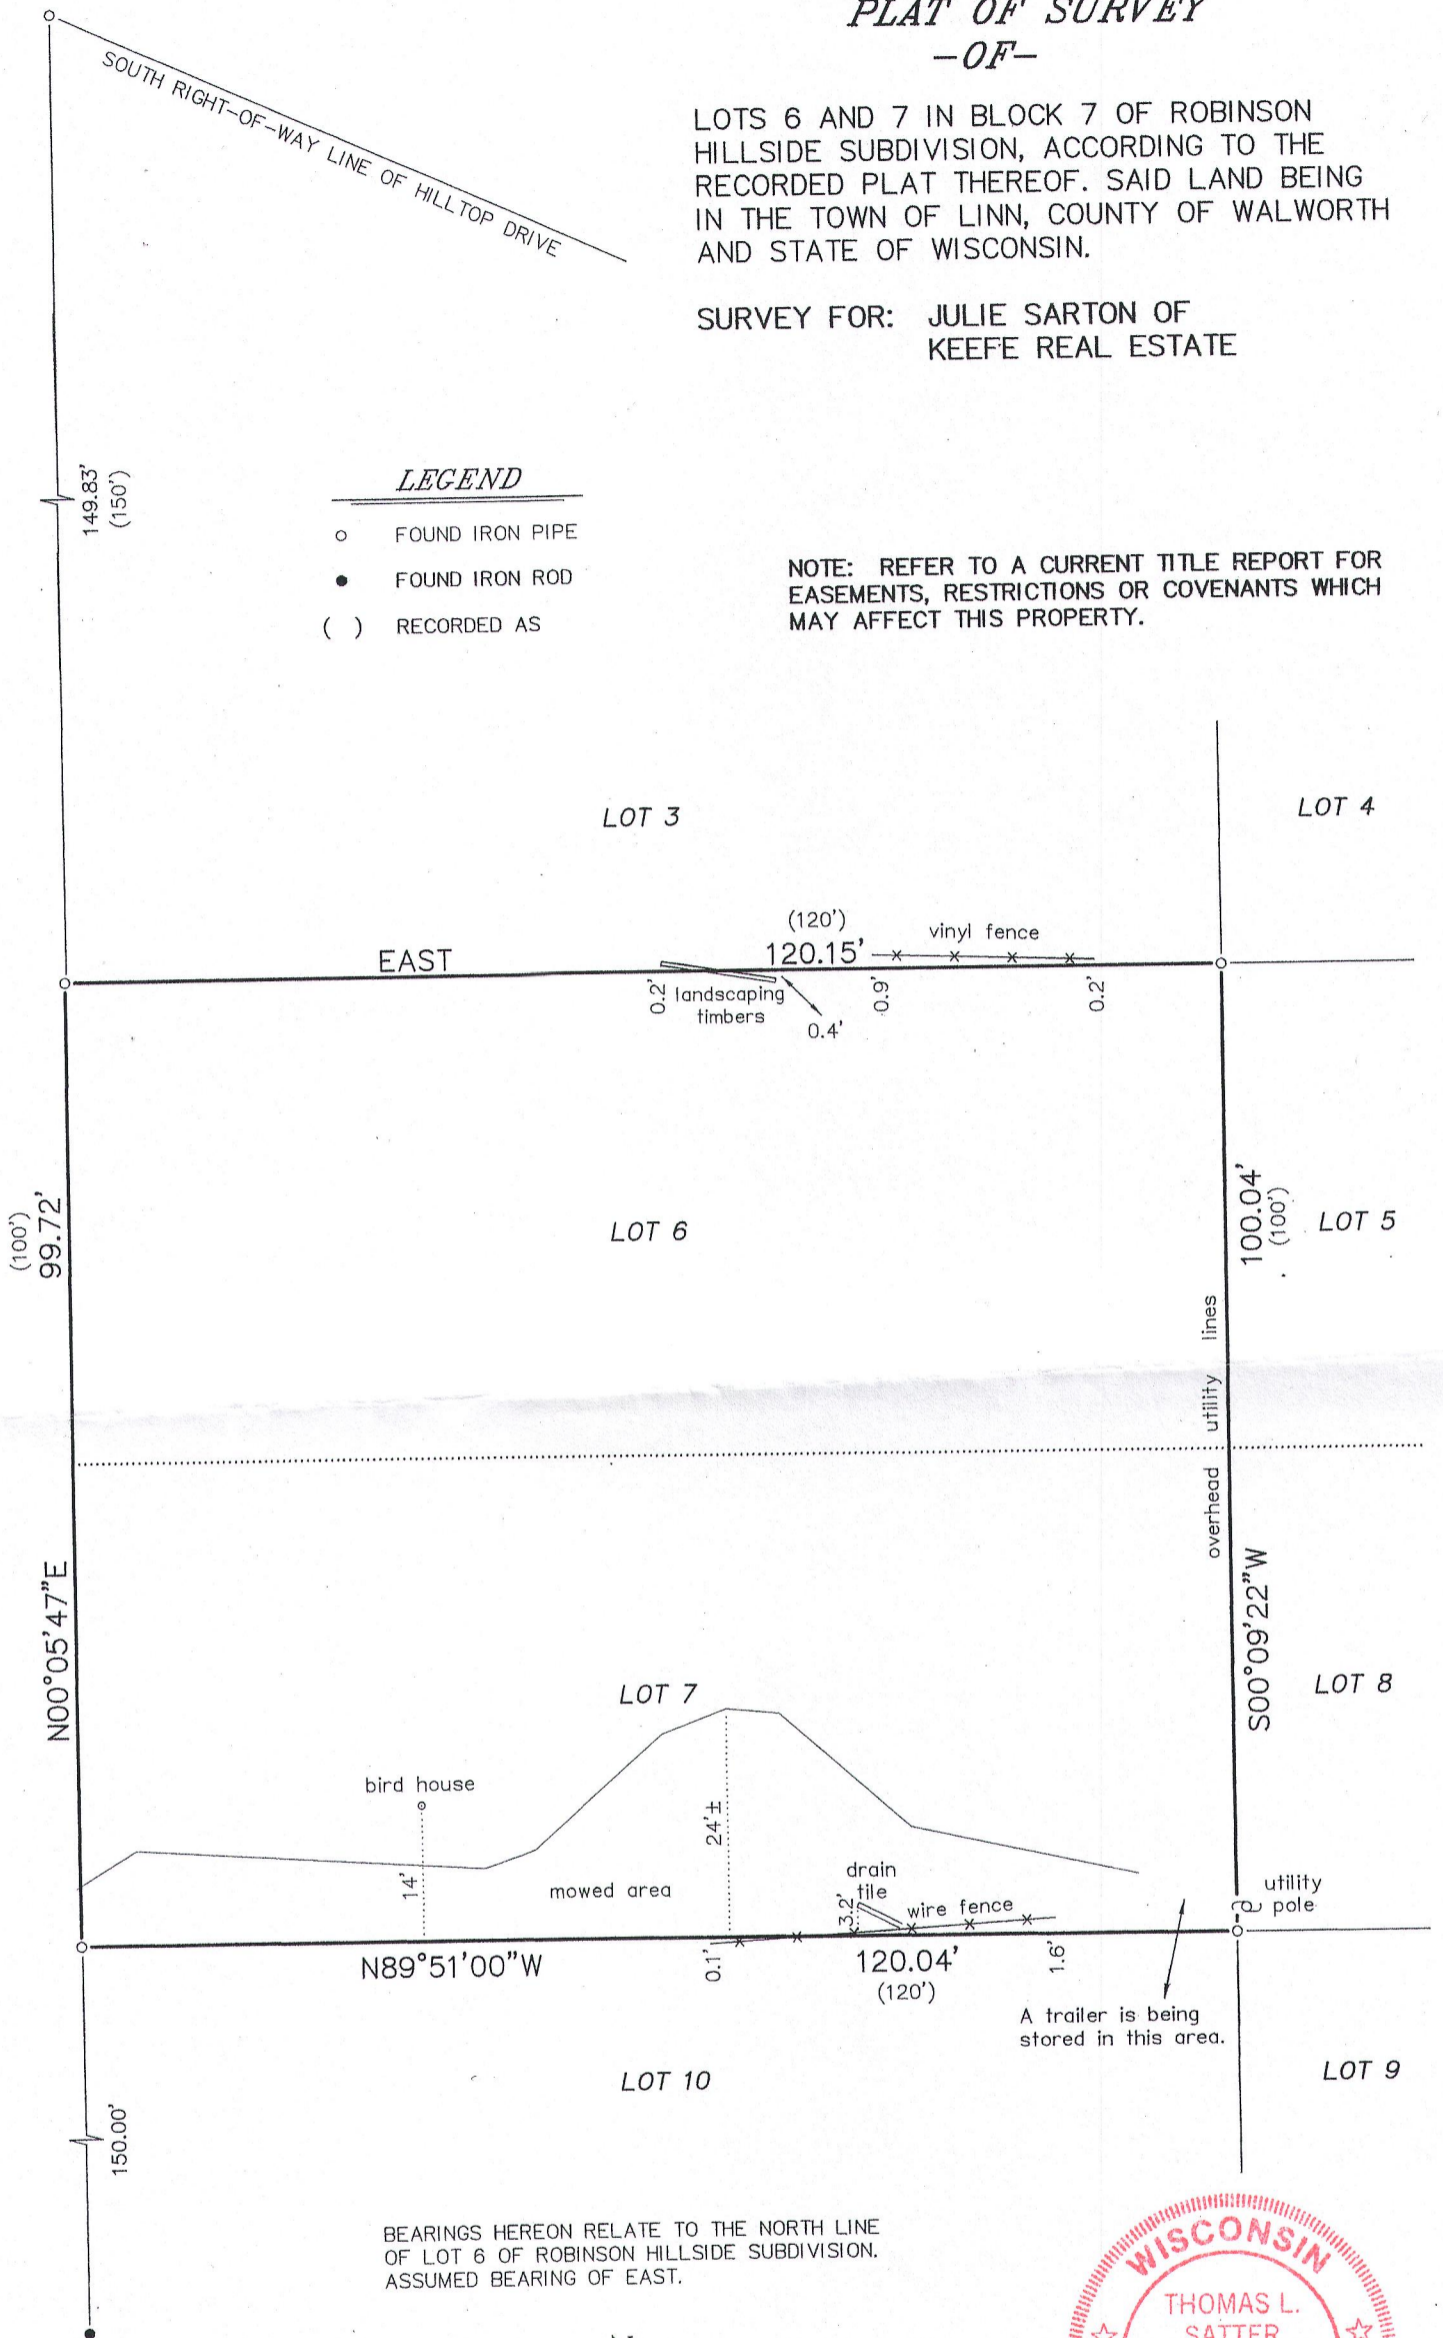 PLAT OF SURVEY
-OF-
LOTS 6 AND 7 IN BLOCK 7 OF ROBINSON
HILLSIDE SUBDIVISION, ACCORDING TO THE
RECORDED PLAT THEREOF. SAID LAND BEING
IN THE TOWN OF LINN, COUNTY OF WALWORTH
AND STATE OF WISCONSIN.
SURVEY FOR: JULIE SARTON OF
KEEFE REAL ESTATE
SOUTH RIGHT-OF-WAY LINE OF HILLTOP DRIVE
149.83'
(150')
LEGEND
FOUND IRON PIPE
FOUND IRON ROD
( ) RECORDED AS
NOTE: REFER TO A CURRENT TITLE REPORT FOR
EASEMENTS, RESTRICTIONS OR COVENANTS WHICH
MAY AFFECT THIS PROPERTY.
LOT 3
LOT 4
(120')
120.15'
vinyl fence
EAST
0.2'
landscaping
timbers
0.4'
0.9'
0.2'
(100')
99.72'
LOT 6
100.04'
(100')
LOT 5
overhead utility lines
N00°05'47"E
S00°09'22"W
LOT 7
LOT 8
bird house
14'
24'±
mowed area
drain
tile
3.2'
wire fence
utility
pole
N89°51'00"W
0.1'
120.04'
(120')
1.6'
A trailer is being
stored in this area.
LOT 10
LOT 9
150.00'
BEARINGS HEREON RELATE TO THE NORTH LINE
OF LOT 6 OF ROBINSON HILLSIDE SUBDIVISION.
ASSUMED BEARING OF EAST.
WISCONSIN
THOMAS L.
SATTER